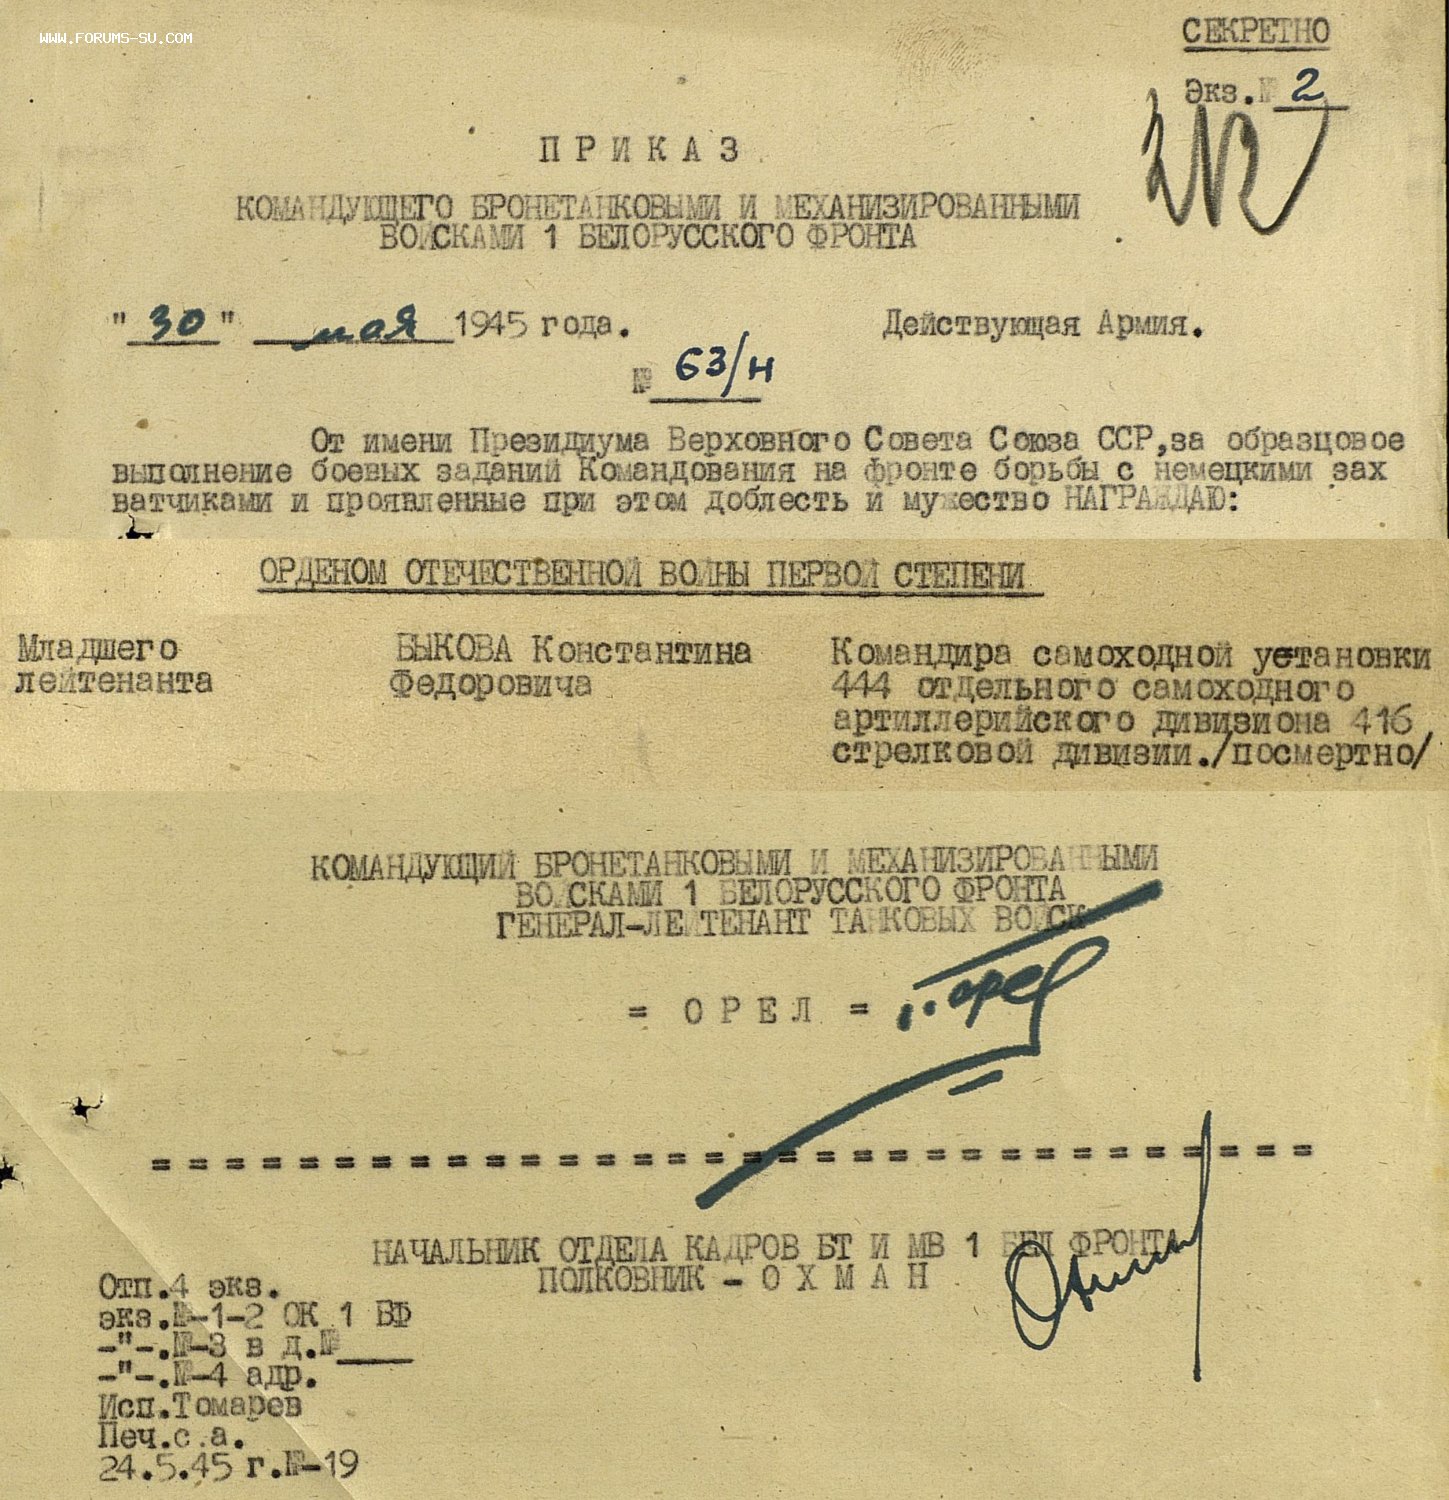 WWW.FORUMS-SU.COM
СЕКРЕТНО
Экз.№ 2
П Р И К А З
КОМАНДУЮЩЕГО БРОНЕТАНКОВЫМИ И МЕХАНИЗИРОВАННЫМИ
ВОЙСКАМИ 1 БЕЛОРУССКОГО ФРОНТА
" 30 " мая 1945 года. Действующая Армия.
№ 63/н
От имени Президиума Верховного Совета Союза ССР,за образцовое
выполнение боевых заданий Командования на фронте борьбы с немецкими зах
ватчиками и проявленные при этом доблесть и мужество НАГРАЖДАЮ:
ОРДЕНОМ ОТЕЧЕСТВЕННОЙ ВОЙНЫ ПЕРВОЙ СТЕПЕНИ
Младшего БЫКОВА Константина Командира самоходной установки
лейтенанта Федоровича 444 отдельного самоходного
артиллерийского дивизиона 416
стрелковой дивизии./посмертно/
КОМАНДУЮЩИЙ БРОНЕТАНКОВЫМИ И МЕХАНИЗИРОВАННЫМИ
ВОЙСКАМИ 1 БЕЛОРУССКОГО ФРОНТА
ГЕНЕРАЛ-ЛЕЙТЕНАНТ ТАНКОВЫХ ВОЙСК
= О Р Е Л =
= = = = = = = = = = = = = = = = = = = = = = = = = = = = = = = =
НАЧАЛЬНИК ОТДЕЛА КАДРОВ БТ И МВ 1 БЕЛ ФРОНТА
ПОЛКОВНИК - О Х М А Н
Отп.4 экз.
экз.№-1-2 ОК 1 БФ
-"-.№-3 в д.№
-"-.№-4 адр.
Исп.Томарев
Печ.с.а.
24.5.45 г.№-19